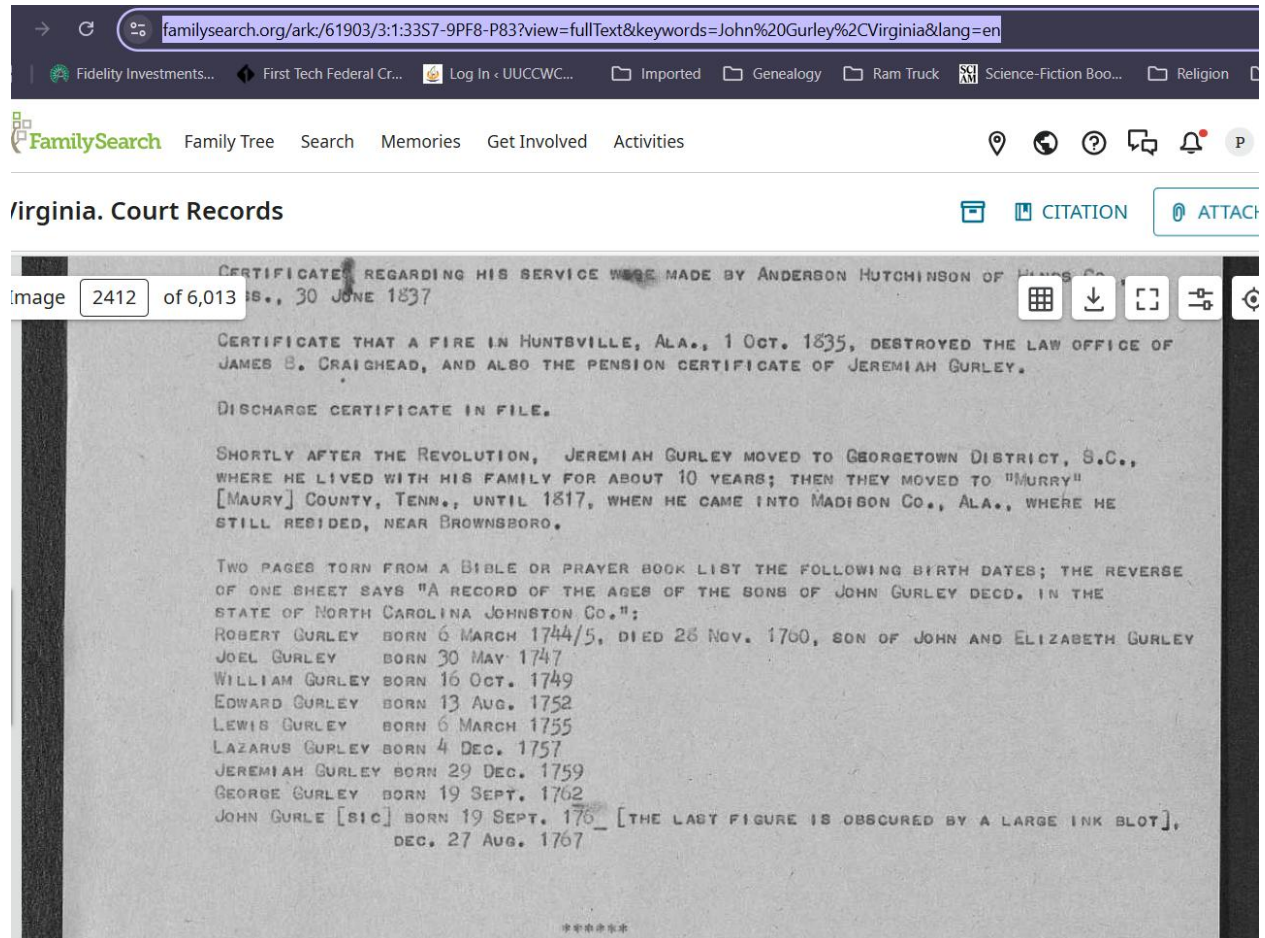 familysearch.org/ark:/61903/3:1:33S7-9PF8-P83?view=fullText&keywords=John%20Gurley%2CVirginia&lang=en
Fidelity Investments... First Tech Federal Cr... Log In ‹ UUCCWC... Imported Genealogy Ram Truck SCI AM Science-Fiction Boo... Religion
FamilySearch Family Tree Search Memories Get Involved Activities P
Virginia. Court Records CITATION ATTACH
CERTIFICATES REGARDING HIS SERVICE WERE MADE BY ANDERSON HUTCHINSON OF
Image 2412 of 6,013 30 JUNE 1837
CERTIFICATE THAT A FIRE IN HUNTSVILLE, ALA., 1 OCT. 1835, DESTROYED THE LAW OFFICE OF
JAMES B. CRAIGHEAD, AND ALSO THE PENSION CERTIFICATE OF JEREMIAH GURLEY.
DISCHARGE CERTIFICATE IN FILE.
SHORTLY AFTER THE REVOLUTION, JEREMIAH GURLEY MOVED TO GEORGETOWN DISTRICT, S.C.,
WHERE HE LIVED WITH HIS FAMILY FOR ABOUT 10 YEARS; THEN THEY MOVED TO "MURRY"
[MAURY] COUNTY, TENN., UNTIL 1817, WHEN HE CAME INTO MADISON CO., ALA., WHERE HE
STILL RESIDED, NEAR BROWNSBORO.
TWO PAGES TORN FROM A BIBLE OR PRAYER BOOK LIST THE FOLLOWING BIRTH DATES; THE REVERSE
OF ONE SHEET SAYS "A RECORD OF THE AGES OF THE SONS OF JOHN GURLEY DECD. IN THE
STATE OF NORTH CAROLINA JOHNSTON CO.":
ROBERT GURLEY BORN 6 MARCH 1744/5, DIED 28 NOV. 1760, SON OF JOHN AND ELIZABETH GURLEY
JOEL GURLEY BORN 30 MAY 1747
WILLIAM GURLEY BORN 16 OCT. 1749
EDWARD GURLEY BORN 13 AUG. 1752
LEWIS GURLEY BORN 6 MARCH 1755
LAZARUS GURLEY BORN 4 DEC. 1757
JEREMIAH GURLEY BORN 29 DEC. 1759
GEORGE GURLEY BORN 19 SEPT. 1762
JOHN GURLE [SIC] BORN 19 SEPT. 176_ [THE LAST FIGURE IS OBSCURED BY A LARGE INK BLOT],
DEC. 27 AUG. 1767
******